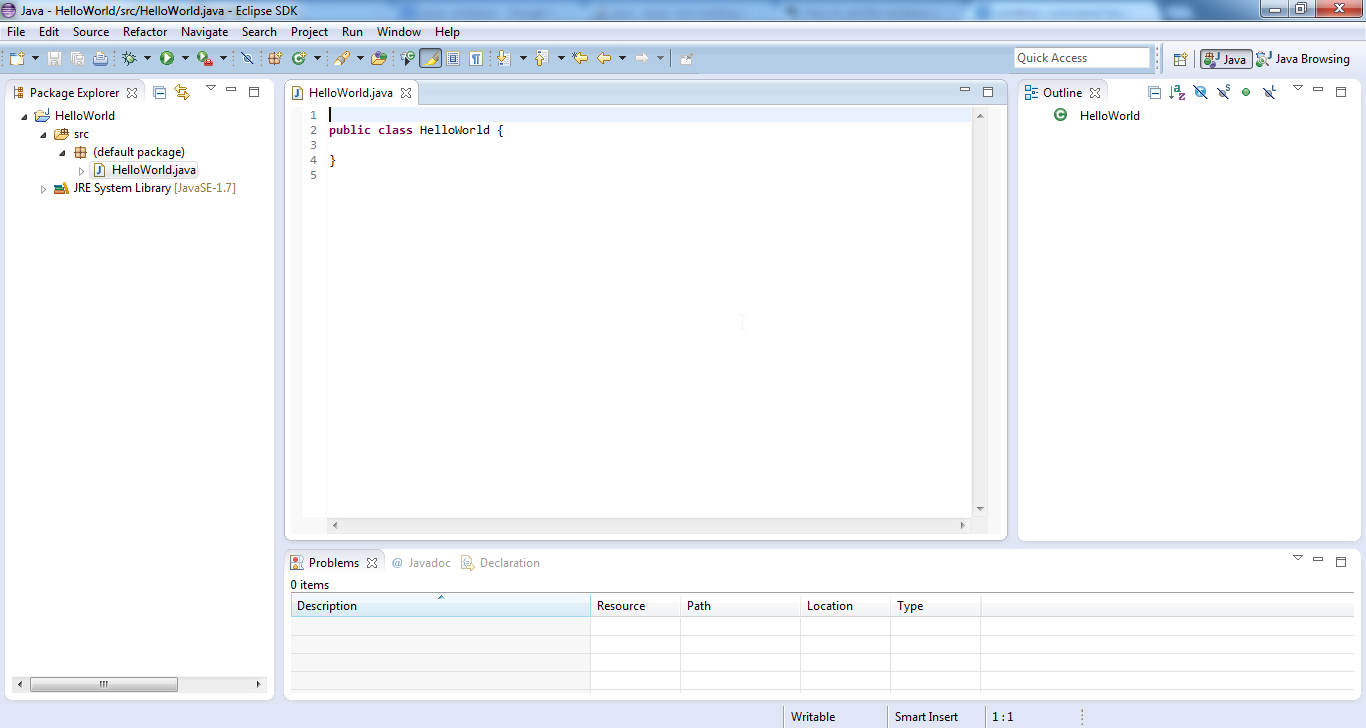 Java - HelloWorld/src/HelloWorld.java - Eclipse SDK
File Edit Source Refactor Navigate Search Project Run Window Help
Quick Access Java Java Browsing
Package Explorer
HelloWorld
src
(default package)
HelloWorld.java
JRE System Library [JavaSE-1.7]
HelloWorld.java
1
2 public class HelloWorld {
3
4 }
5
Outline
HelloWorld
Problems @ Javadoc Declaration
0 items
Description Resource Path Location Type
Writable Smart Insert 1 : 1